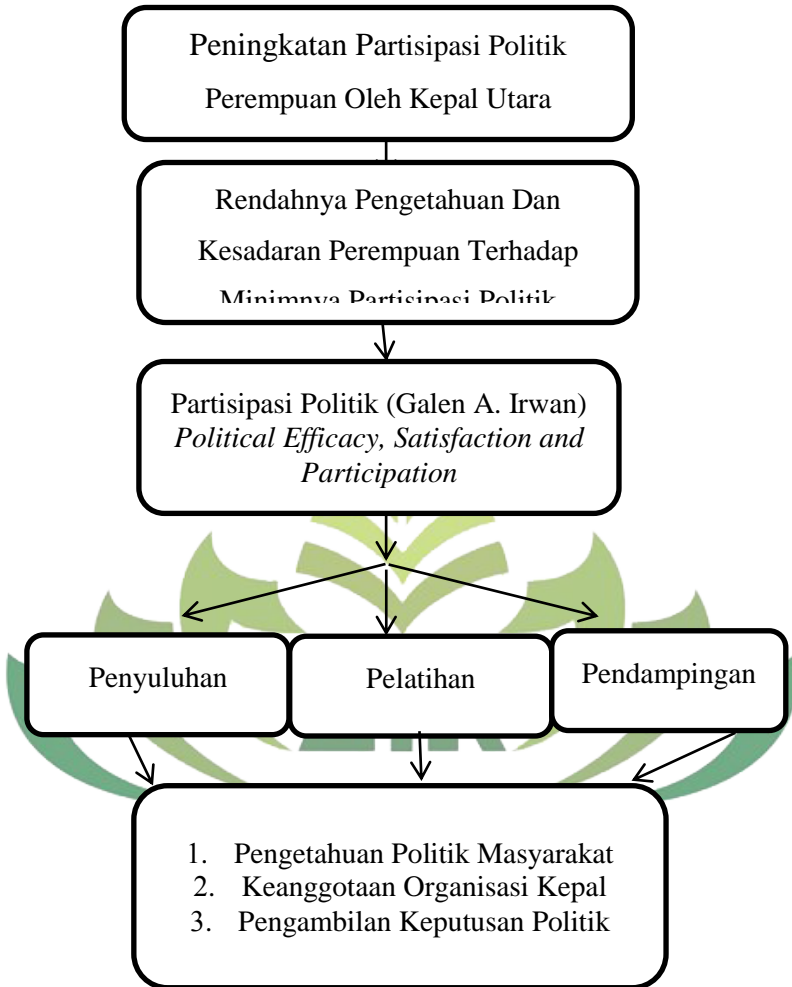 Peningkatan Partisipasi Politik
Perempuan Oleh Kepal Utara
Rendahnya Pengetahuan Dan
Kesadaran Perempuan Terhadap
Minimnya Partisipasi Politik
Partisipasi Politik (Galen A. Irwan)
Political Efficacy, Satisfaction and
Participation
Penyuluhan
Pelatihan
Pendampingan
1. Pengetahuan Politik Masyarakat
2. Keanggotaan Organisasi Kepal
3. Pengambilan Keputusan Politik